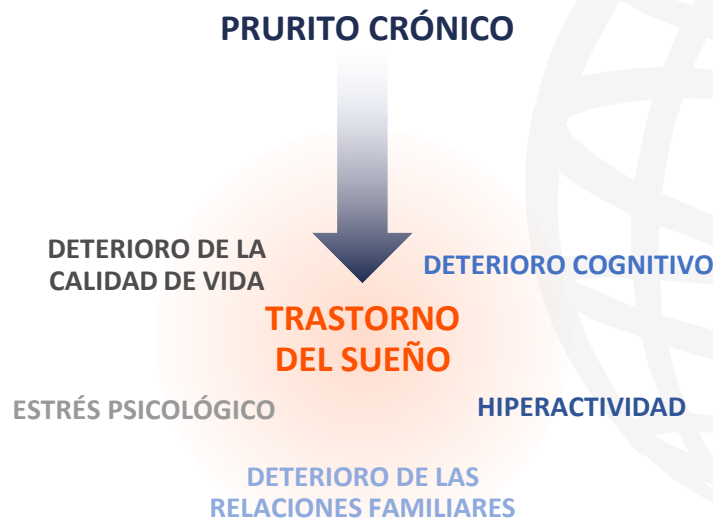 PRURITO CRÓNICO
DETERIORO DE LA
CALIDAD DE VIDA
DETERIORO COGNITIVO
TRASTORNO
DEL SUEÑO
ESTRÉS PSICOLÓGICO
HIPERACTIVIDAD
DETERIORO DE LAS
RELACIONES FAMILIARES